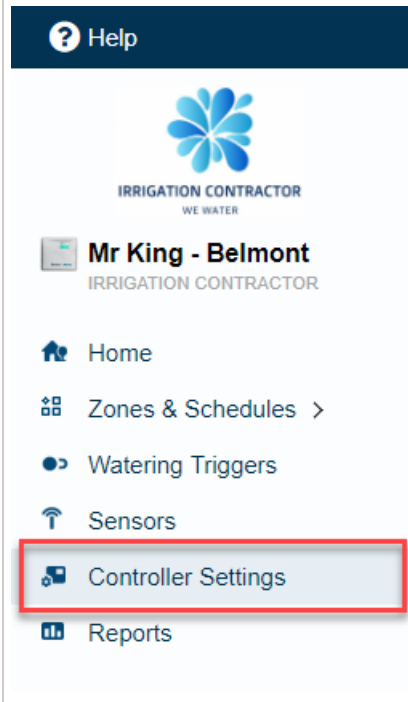 Help
IRRIGATION CONTRACTOR
WE WATER
Mr King - Belmont
IRRIGATION CONTRACTOR
Home
Zones & Schedules >
Watering Triggers
Sensors
Controller Settings
Reports